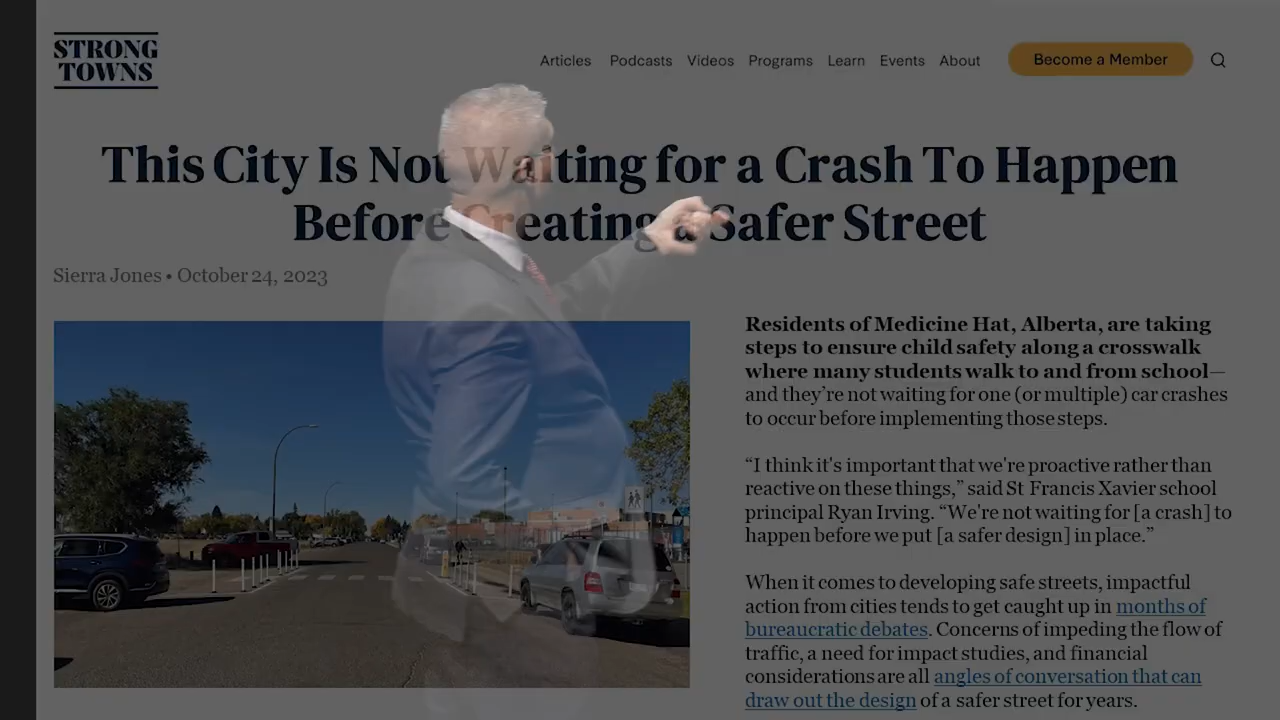 STRONG
TOWNS
Articles Podcasts Videos Programs Learn Events About Become a Member
This City Is Not Waiting for a Crash To Happen
Before Creating a Safer Street
Sierra Jones • October 24, 2023
Residents of Medicine Hat, Alberta, are taking
steps to ensure child safety along a crosswalk
where many students walk to and from school—
and they’re not waiting for one (or multiple) car crashes
to occur before implementing those steps.
“I think it's important that we're proactive rather than
reactive on these things,” said St Francis Xavier school
principal Ryan Irving. “We're not waiting for [a crash] to
happen before we put [a safer design] in place.”
When it comes to developing safe streets, impactful
action from cities tends to get caught up in months of
bureaucratic debates. Concerns of impeding the flow of
traffic, a need for impact studies, and financial
considerations are all angles of conversation that can
draw out the design of a safer street for years.